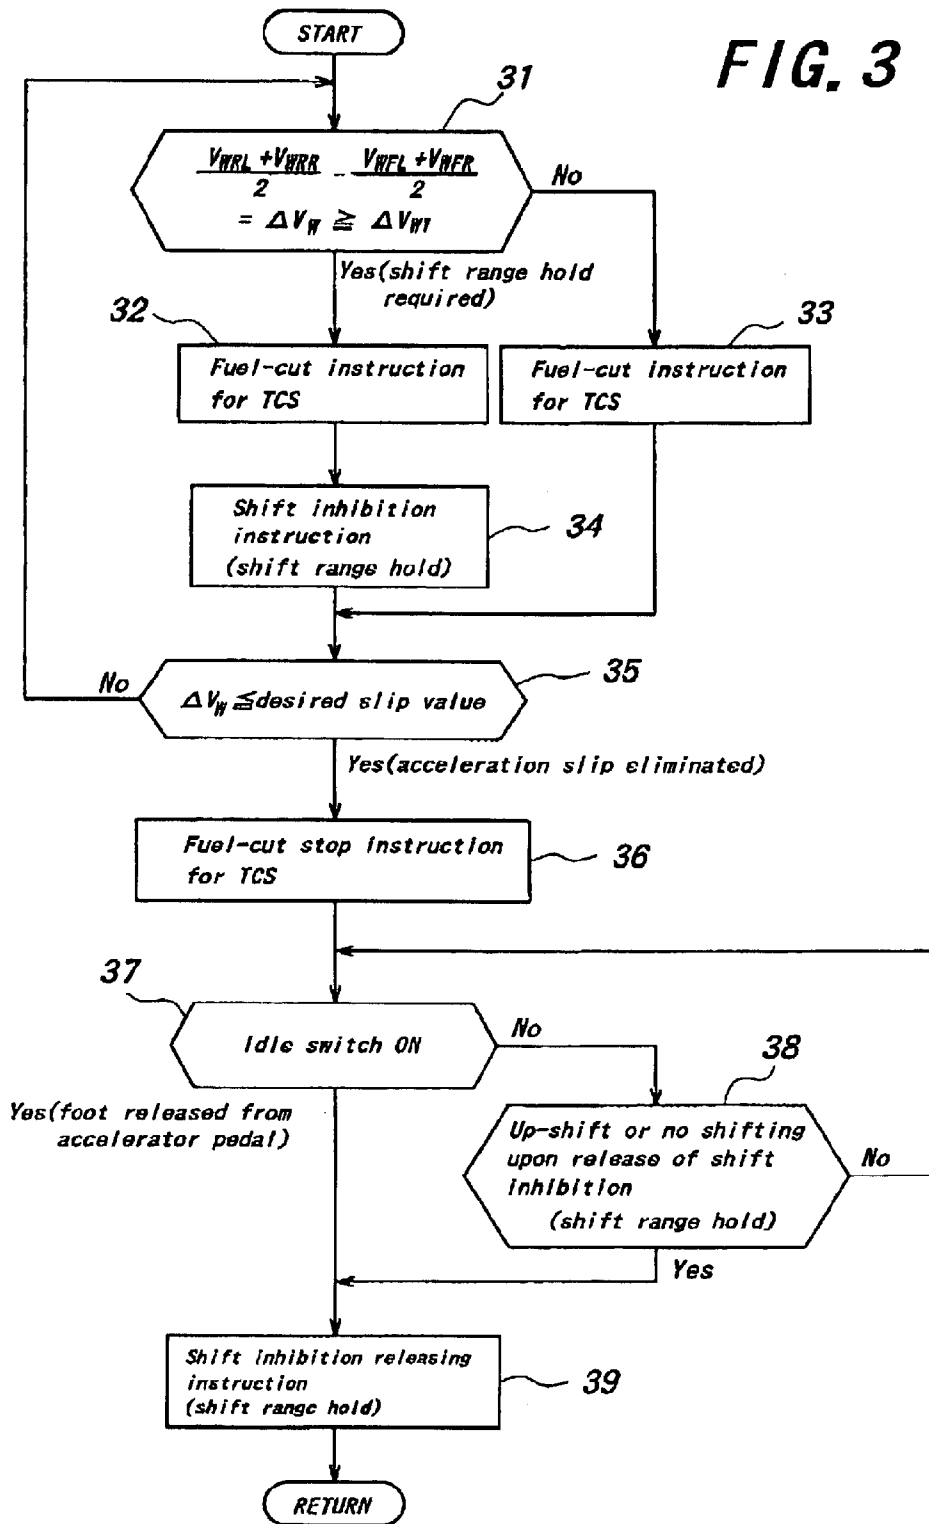 START
FIG. 3
31
V_WRL + V_WRR / 2 - V_WFL + V_WFR / 2
= ΔV_W ≧ ΔV_WT
No
Yes(shift range hold
required)
32
33
Fuel-cut instruction
for TCS
Fuel-cut instruction
for TCS
Shift inhibition
instruction
(shift range hold)
34
No
35
ΔV_W ≦desired slip value
Yes(acceleration slip eliminated)
Fuel-cut stop instruction
for TCS
36
37
Idle switch ON
No
38
Yes(foot released from
accelerator pedal)
Up-shift or no shifting
upon release of shift
inhibition
(shift range hold)
No
Yes
Shift inhibition releasing
instruction
(shift range hold)
39
RETURN